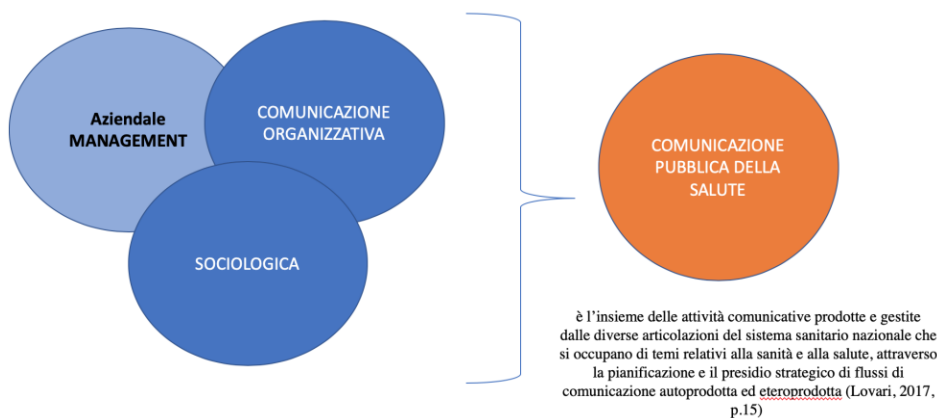 Aziendale
MANAGEMENT
COMUNICAZIONE
ORGANIZZATIVA
SOCIOLOGICA
COMUNICAZIONE
PUBBLICA DELLA
SALUTE
è l’insieme delle attività comunicative prodotte e gestite
dalle diverse articolazioni del sistema sanitario nazionale che
si occupano di temi relativi alla sanità e alla salute, attraverso
la pianificazione e il presidio strategico di flussi di
comunicazione autoprodotta ed eteroprodotta (Lovari, 2017,
p.15)